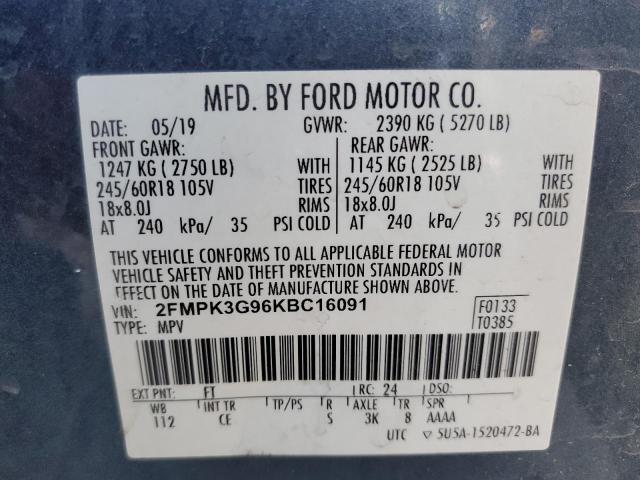 MFD. BY FORD MOTOR CO.
DATE: 05/19 GVWR: 2390 KG ( 5270 LB)
FRONT GAWR: REAR GAWR:
1247 KG ( 2750 LB) WITH 1145 KG ( 2525 LB) WITH
245/60R18 105V TIRES 245/60R18 105V TIRES
18x8.0J RIMS 18x8.0J RIMS
AT 240 kPa/ 35 PSI COLD AT 240 kPa/ 35 PSI COLD
THIS VEHICLE CONFORMS TO ALL APPLICABLE FEDERAL MOTOR
VEHICLE SAFETY AND THEFT PREVENTION STANDARDS IN
EFFECT ON THE DATE OF MANUFACTURE SHOWN ABOVE.
VIN: 2FMPK3G96KBC16091 F0133
TYPE: MPV T0385
EXT PNT: FT RC: 24 DSO:
WB INT TR TP/PS R AXLE TR SPR
112 CE S 3K 8 AAAA
UTC ▽ SU5A-1520472-BA